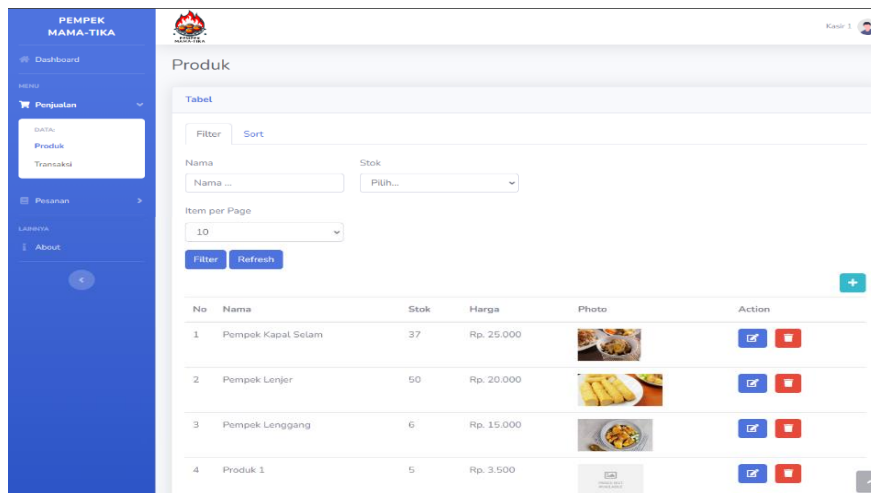 PEMPEK
MAMA-TIKA
Dashboard
MENU
Penjualan
DATA:
Produk
Transaksi
Pesanan
LAINNYA
About
PEMPEK
MAMA-TIKA
Kasir 1
Produk
Tabel
Filter Sort
Nama Stok
Nama ... Pilih...
Item per Page
10
Filter Refresh
No Nama Stok Harga Photo Action
1 Pempek Kapal Selam 37 Rp. 25.000
2 Pempek Lenjer 50 Rp. 20.000
3 Pempek Lenggang 6 Rp. 15.000
4 Produk 1 5 Rp. 3.500